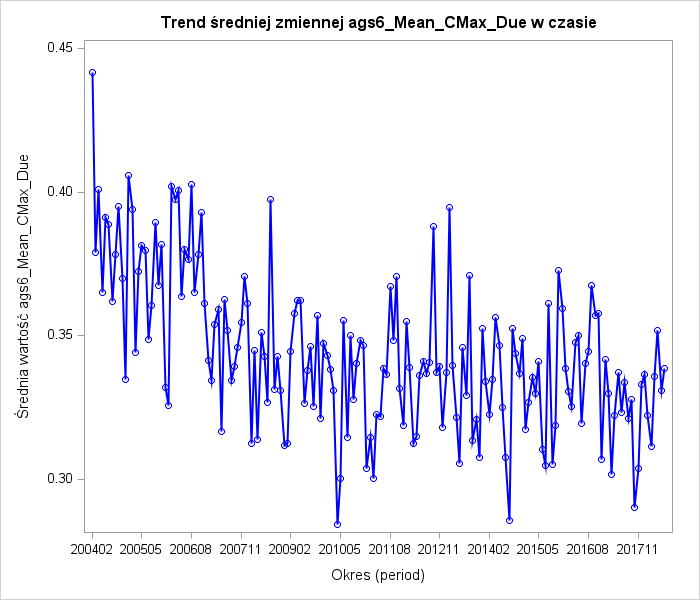 Trend średniej zmiennej ags6_Mean_CMax_Due w czasie
Średnia wartość ags6_Mean_CMax_Due
0.45
0.40
0.35
0.30
200402 200505 200608 200711 200902 201005 201108 201211 201402 201505 201608 201711
Okres (period)